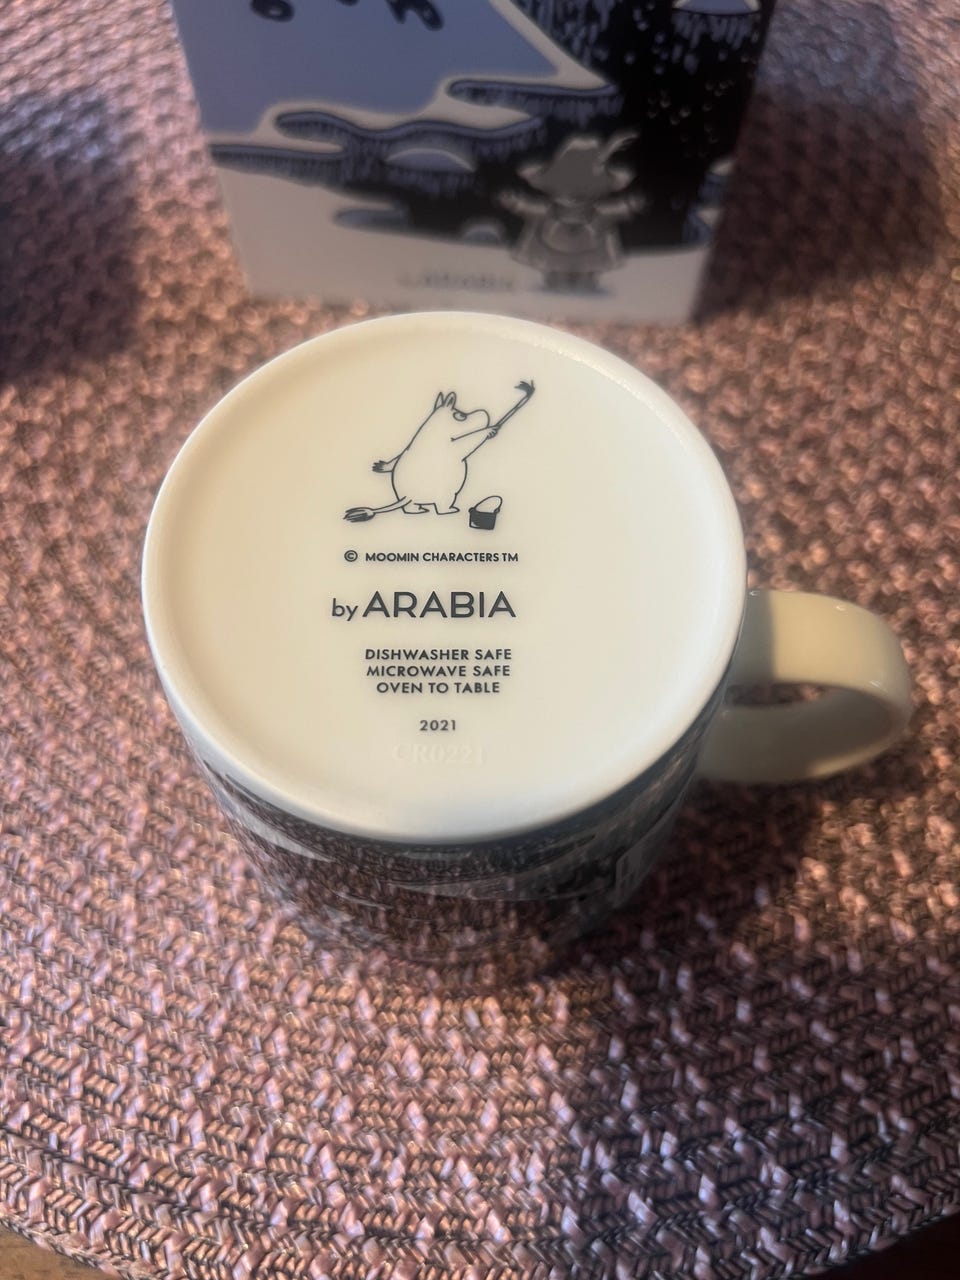 © MOOMIN CHARACTERS TM
by ARABIA
DISHWASHER SAFE
MICROWAVE SAFE
OVEN TO TABLE
2021
CR0221